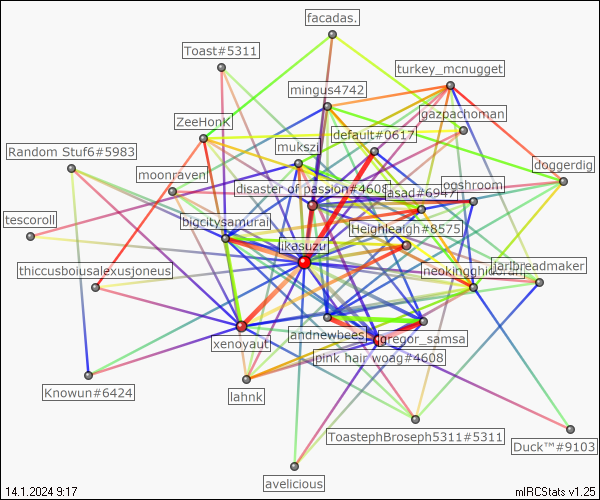 facadas.
Toast#5311
turkey_mcnugget
mingus4742
gazpachoman
ZeeHonK
default#0617
mukszi
Random Stuf6#5983
doggerdig
moonraven
ooshroom
disaster of passion#4608
asad#6947
tescoroll
bigcitysamurai
Heighleaigh#8575
ikasuzu
jarlbreadmaker
thiccusboiusalexusjoneus
andnewbees
gregor_samsa
xenoyaut
pink hair woag#4608
Knowun#6424
lahnk
ToastephBroseph5311#5311
Duck™#9103
avelicious
14.1.2024 9:17
mIRCStats v1.25